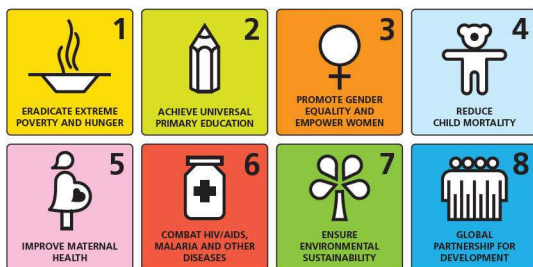 1
ERADICATE EXTREME
POVERTY AND HUNGER
2
ACHIEVE UNIVERSAL
PRIMARY EDUCATION
3
PROMOTE GENDER
EQUALITY AND
EMPOWER WOMEN
4
REDUCE
CHILD MORTALITY
5
IMPROVE MATERNAL
HEALTH
6
COMBAT HIV/AIDS,
MALARIA AND OTHER
DISEASES
7
ENSURE
ENVIRONMENTAL
SUSTAINABILITY
8
GLOBAL
PARTNERSHIP FOR
DEVELOPMENT